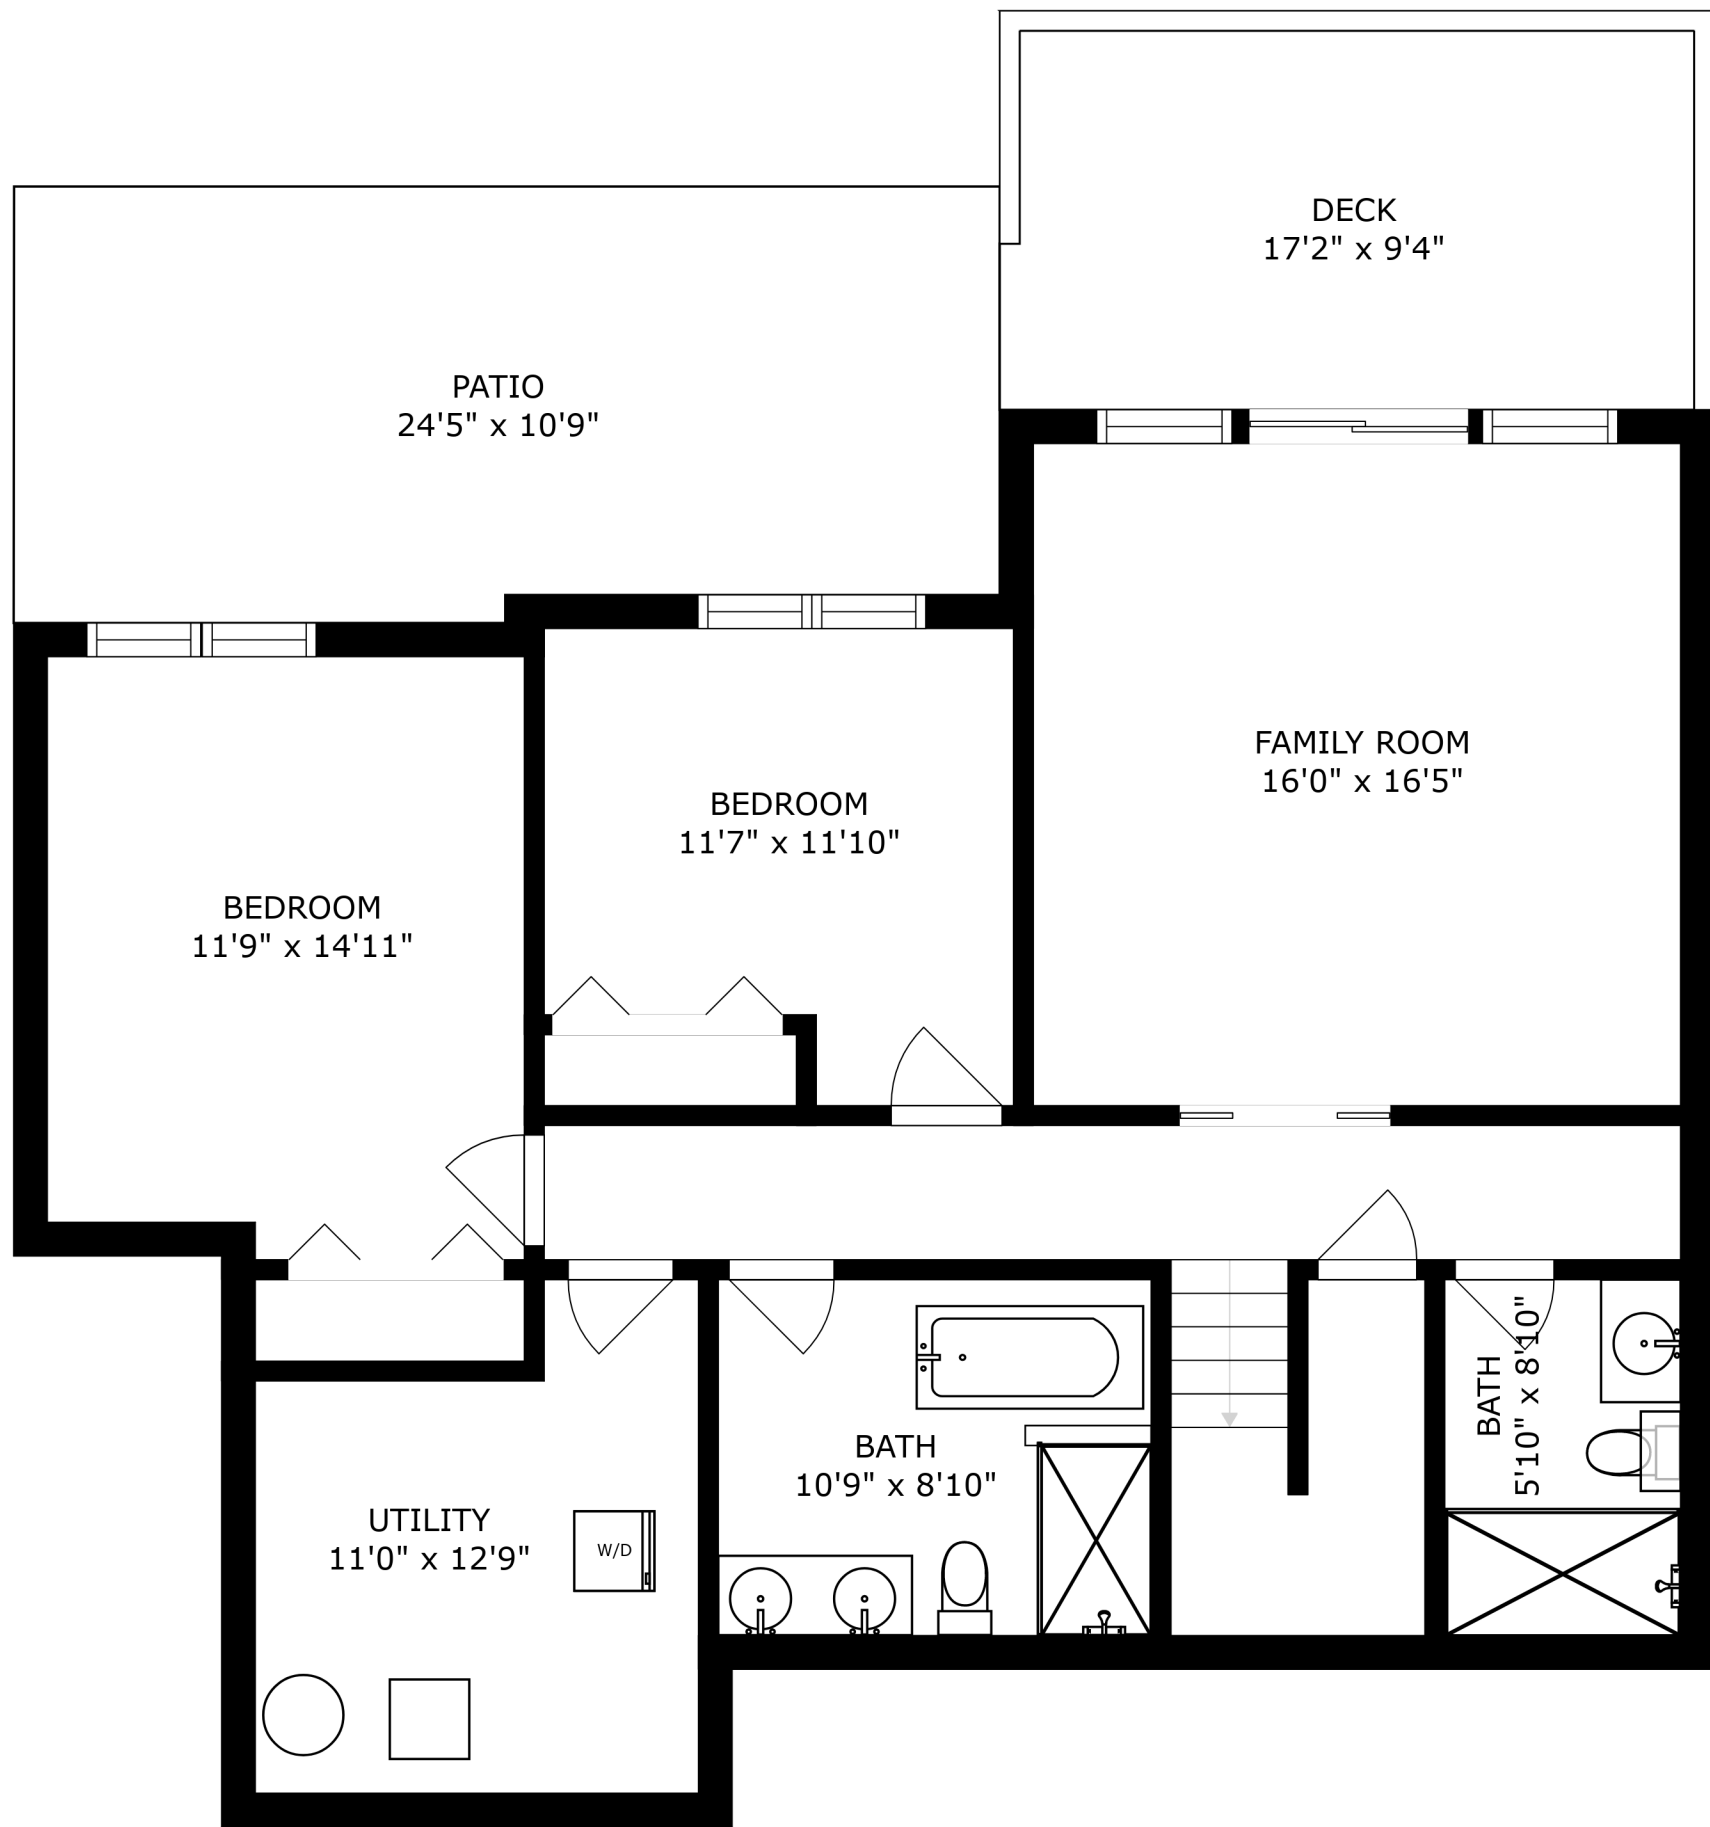 DECK
17'2" x 9'4"
PATIO
24'5" x 10'9"
FAMILY ROOM
16'0" x 16'5"
BEDROOM
11'7" x 11'10"
BEDROOM
11'9" x 14'11"
BATH
5'10" x 8'10"
BATH
10'9" x 8'10"
UTILITY
11'0" x 12'9"
W/D